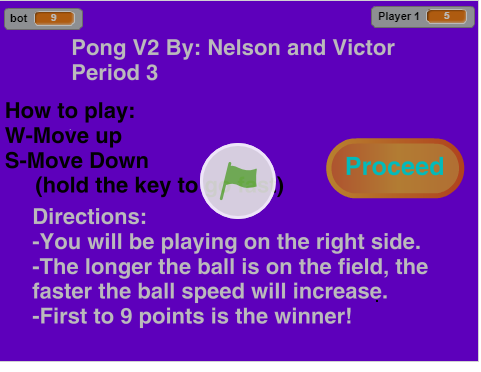 bot 9
Player 1 5
Pong V2 By: Nelson and Victor
Period 3
How to play:
W-Move up
S-Move Down
(hold the key to )
Proceed
Directions:
-You will be playing on the right side.
-The longer the ball is on the field, the
faster the ball speed will increase.
-First to 9 points is the winner!